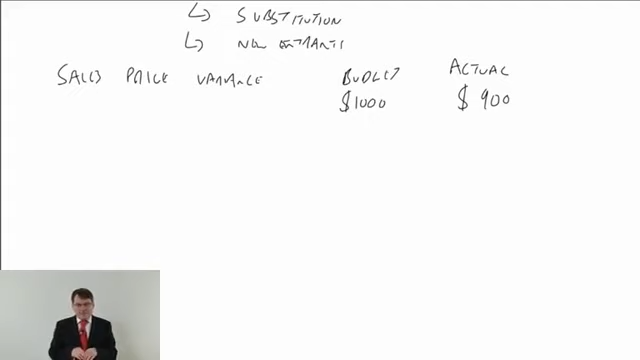 ↳ SUBSTITUTION
↳ NEW ENTRANTS
SALES PRICE VARIANCE BUDGET ACTUAL
$1000 $ 900